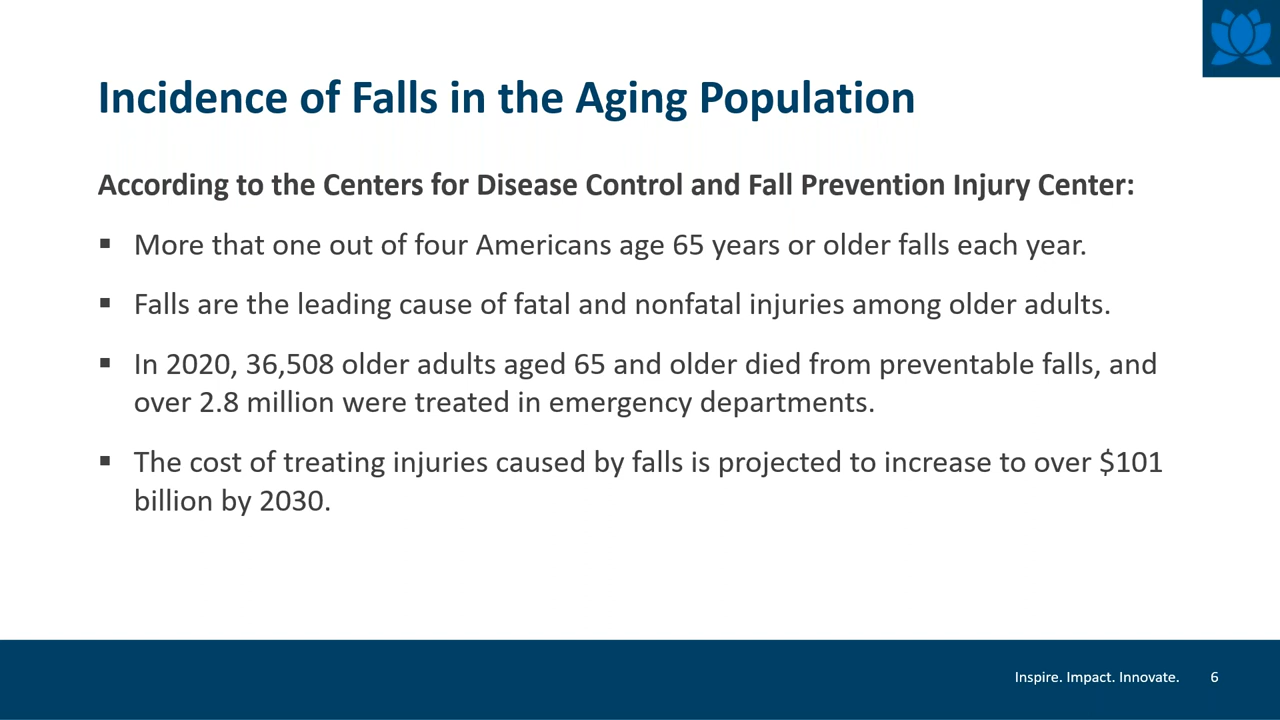 Incidence of Falls in the Aging Population
According to the Centers for Disease Control and Fall Prevention Injury Center:
▪ More that one out of four Americans age 65 years or older falls each year.
▪ Falls are the leading cause of fatal and nonfatal injuries among older adults.
▪ In 2020, 36,508 older adults aged 65 and older died from preventable falls, and
over 2.8 million were treated in emergency departments.
▪ The cost of treating injuries caused by falls is projected to increase to over $101
billion by 2030.
Inspire. Impact. Innovate. 6